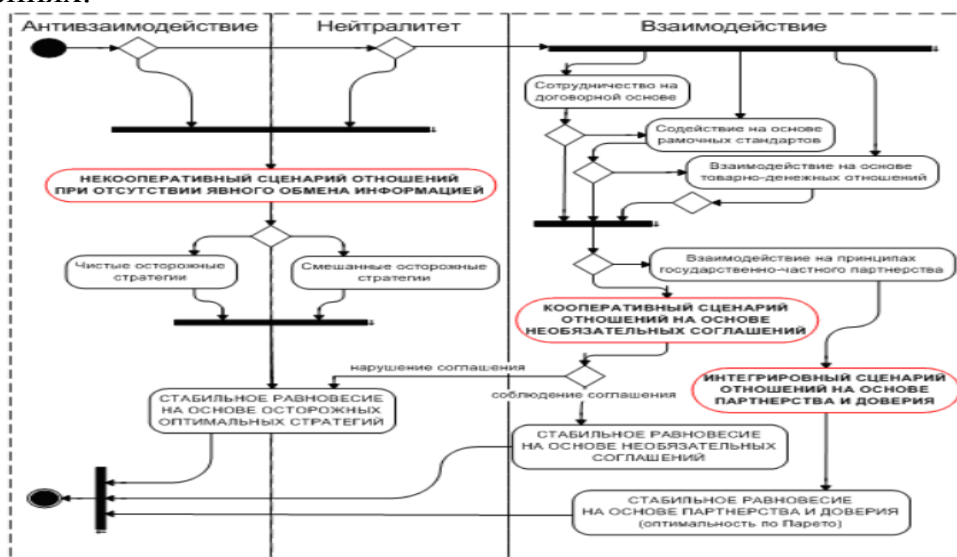 Антивзаимодействие
Нейтралитет
Взаимодействие
Сотрудничество на
договорной основе
Содействие на основе
рамочных стандартов
Взаимодействие на основе
товарно-денежных отношений
НЕКООПЕРАТИВНЫЙ СЦЕНАРИЙ ОТНОШЕНИЙ
ПРИ ОТСУТСТВИИ ЯВНОГО ОБМЕНА ИНФОРМАЦИЕЙ
Чистые осторожные
стратегии
Смешанные осторожные
стратегии
Взаимодействие на принципах
государственно-частного партнерства
КООПЕРАТИВНЫЙ СЦЕНАРИЙ
ОТНОШЕНИЙ НА ОСНОВЕ
НЕОБЯЗАТЕЛЬНЫХ СОГЛАШЕНИЙ
нарушение соглашения
соблюдение соглашения
ИНТЕГРИРОВНЫЙ СЦЕНАРИЙ
ОТНОШЕНИЙ НА ОСНОВЕ
ПАРТНЕРСТВА И ДОВЕРИЯ
СТАБИЛЬНОЕ РАВНОВЕСИЕ
НА ОСНОВЕ ОСТОРОЖНЫХ
ОПТИМАЛЬНЫХ СТРАТЕГИЙ
СТАБИЛЬНОЕ РАВНОВЕСИЕ
НА ОСНОВЕ НЕОБЯЗАТЕЛЬНЫХ
СОГЛАШЕНИЙ
СТАБИЛЬНОЕ РАВНОВЕСИЕ
НА ОСНОВЕ ПАРТНЕРСТВА И ДОВЕРИЯ
(оптимальность по Парето)